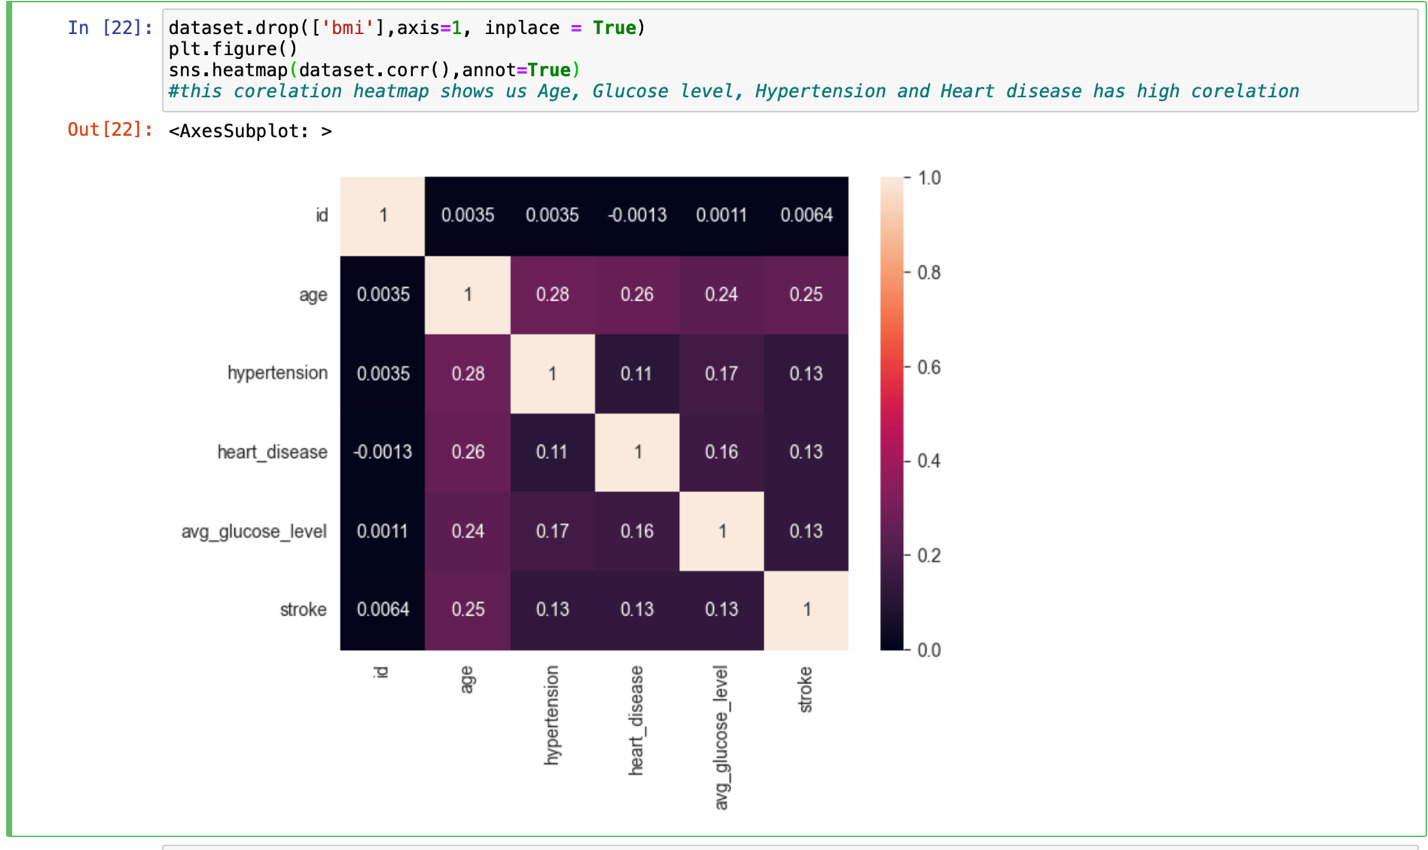 In [22]: dataset.drop(['bmi'],axis=1, inplace = True)
plt.figure()
sns.heatmap(dataset.corr(),annot=True)
#this corelation heatmap shows us Age, Glucose level, Hypertension and Heart disease has high corelation
Out[22]: <AxesSubplot: >
1.0
id 1 0.0035 0.0035 -0.0013 0.0011 0.0064
0.8
age 0.0035 1 0.28 0.26 0.24 0.25
0.6
hypertension 0.0035 0.28 1 0.11 0.17 0.13
heart_disease -0.0013 0.26 0.11 1 0.16 0.13
0.4
avg_glucose_level 0.0011 0.24 0.17 0.16 1 0.13
0.2
stroke 0.0064 0.25 0.13 0.13 0.13 1
0.0
id age hypertension heart_disease avg_glucose_level stroke